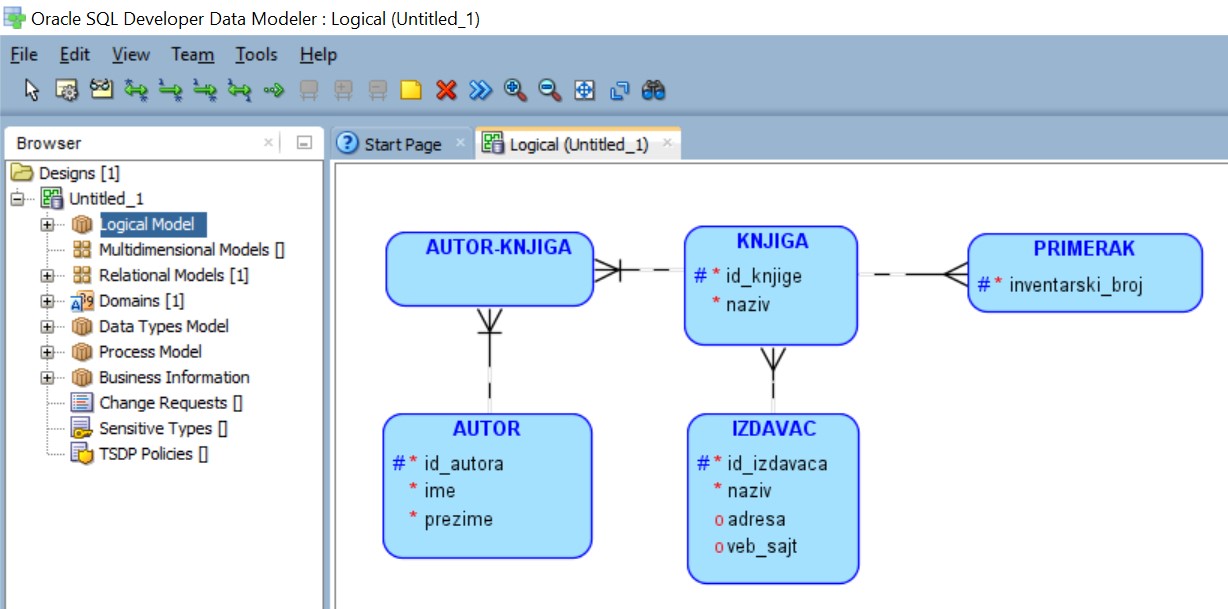 Oracle SQL Developer Data Modeler : Logical (Untitled_1)
File Edit View Team Tools Help
Browser
Start Page
Logical (Untitled_1)
Designs [1]
Untitled_1
Logical Model
Multidimensional Models []
Relational Models [1]
Domains [1]
Data Types Model
Process Model
Business Information
Change Requests []
Sensitive Types []
TSDP Policies []
AUTOR-KNJIGA
KNJIGA
# * id_knjige
* naziv
PRIMERAK
# * inventarski_broj
AUTOR
# * id_autora
* ime
* prezime
IZDAVAC
# * id_izdavaca
* naziv
o adresa
o veb_sajt